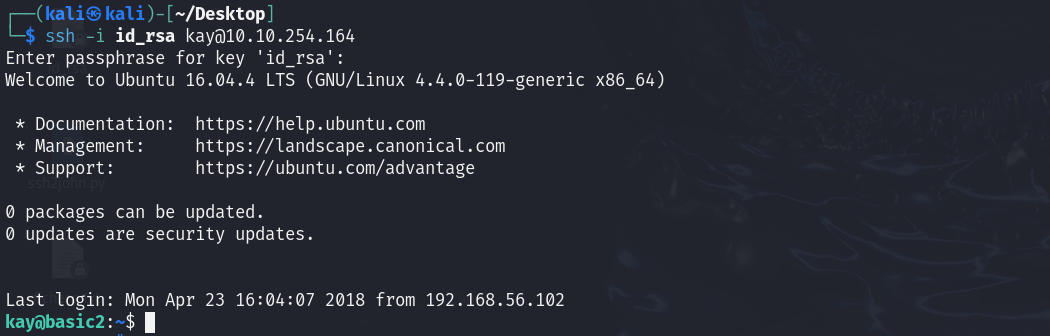 ┌──(kali㉿kali)-[~/Desktop]
└─$ ssh -i id_rsa kay@10.10.254.164
Enter passphrase for key 'id_rsa':
Welcome to Ubuntu 16.04.4 LTS (GNU/Linux 4.4.0-119-generic x86_64)
 * Documentation:  https://help.ubuntu.com
 * Management:     https://landscape.canonical.com
 * Support:        https://ubuntu.com/advantage
ssh2john.py
0 packages can be updated.
0 updates are security updates.
Last login: Mon Apr 23 16:04:07 2018 from 192.168.56.102
kay@basic2:~$